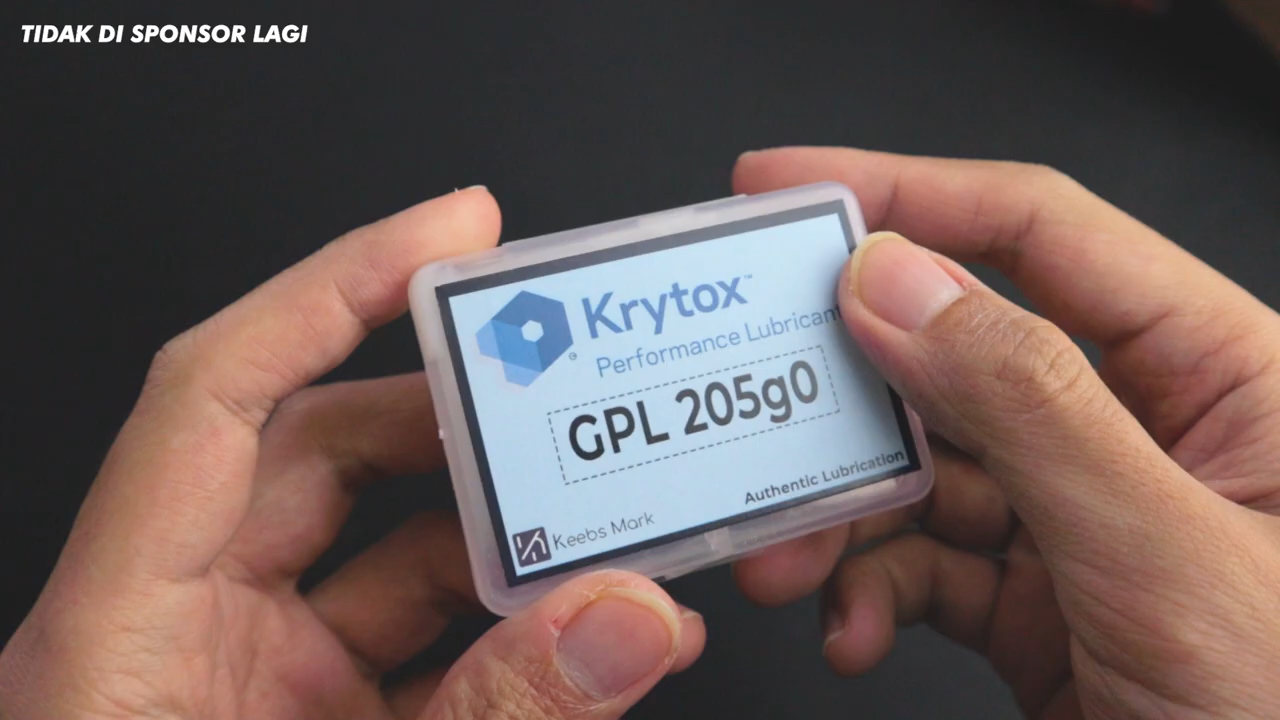 TIDAK DI SPONSOR LAGI
Krytox™
Performance Lubricant
GPL 205g0
Authentic Lubrication
Keebs Mark